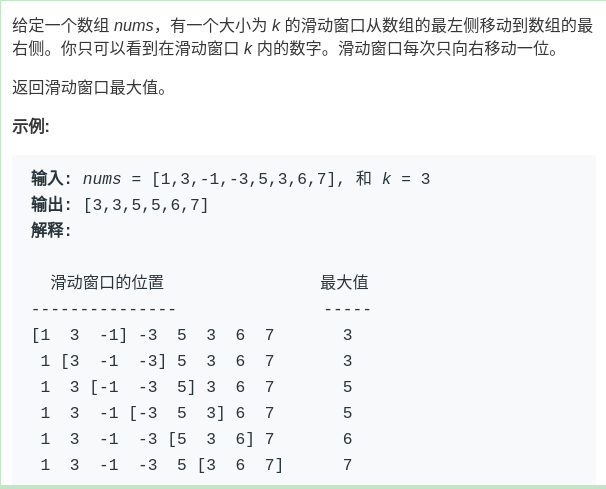 给定一个数组 nums，有一个大小为 k 的滑动窗口从数组的最左侧移动到数组的最
右侧。你只可以看到在滑动窗口 k 内的数字。滑动窗口每次只向右移动一位。
返回滑动窗口最大值。
示例:
输入: nums = [1,3,-1,-3,5,3,6,7], 和 k = 3
输出: [3,3,5,5,6,7]
解释:
滑动窗口的位置 最大值
--------------- -----
[1 3 -1] -3 5 3 6 7 3
1 [3 -1 -3] 5 3 6 7 3
1 3 [-1 -3 5] 3 6 7 5
1 3 -1 [-3 5 3] 6 7 5
1 3 -1 -3 [5 3 6] 7 6
1 3 -1 -3 5 [3 6 7] 7